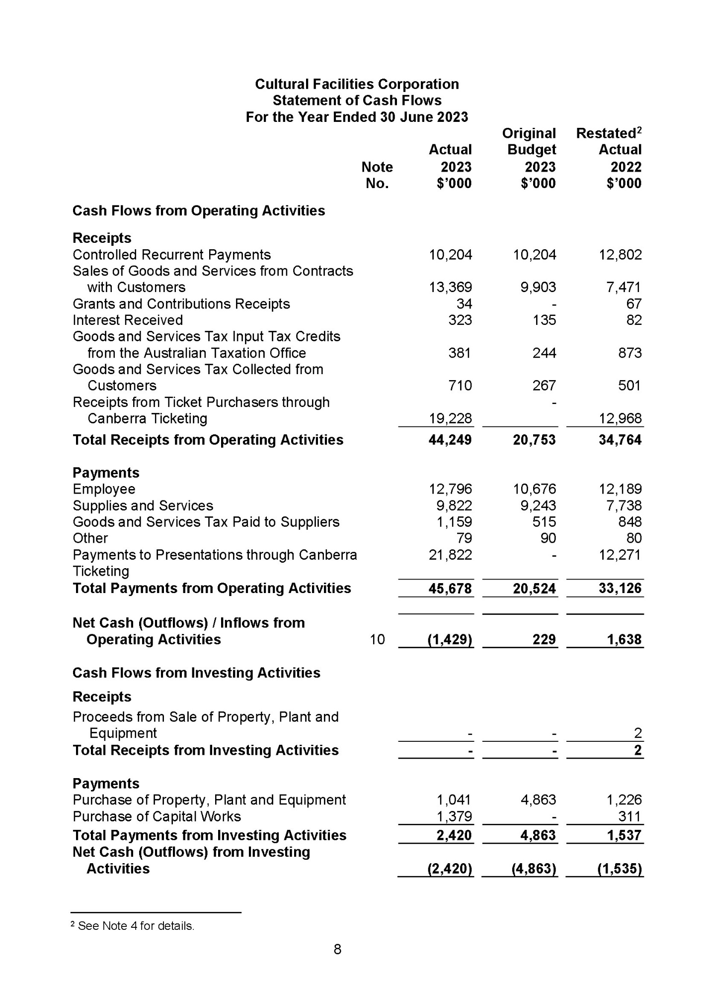 Cultural Facilities Corporation
Statement of Cash Flows
For the Year Ended 30 June 2023
Original Restated²
Actual Budget Actual
Note 2023 2023 2022
No. $’000 $’000 $’000
Cash Flows from Operating Activities
Receipts
Controlled Recurrent Payments 10,204 10,204 12,802
Sales of Goods and Services from Contracts
with Customers 13,369 9,903 7,471
Grants and Contributions Receipts 34 - 67
Interest Received 323 135 82
Goods and Services Tax Input Tax Credits
from the Australian Taxation Office 381 244 873
Goods and Services Tax Collected from
Customers 710 267 501
Receipts from Ticket Purchasers through -
Canberra Ticketing 19,228 12,968
Total Receipts from Operating Activities 44,249 20,753 34,764
Payments
Employee 12,796 10,676 12,189
Supplies and Services 9,822 9,243 7,738
Goods and Services Tax Paid to Suppliers 1,159 515 848
Other 79 90 80
Payments to Presentations through Canberra 21,822 - 12,271
Ticketing
Total Payments from Operating Activities 45,678 20,524 33,126
Net Cash (Outflows) / Inflows from
Operating Activities 10 (1,429) 229 1,638
Cash Flows from Investing Activities
Receipts
Proceeds from Sale of Property, Plant and
Equipment - - 2
Total Receipts from Investing Activities - - 2
Payments
Purchase of Property, Plant and Equipment 1,041 4,863 1,226
Purchase of Capital Works 1,379 - 311
Total Payments from Investing Activities 2,420 4,863 1,537
Net Cash (Outflows) from Investing
Activities (2,420) (4,863) (1,535)
² See Note 4 for details.
8